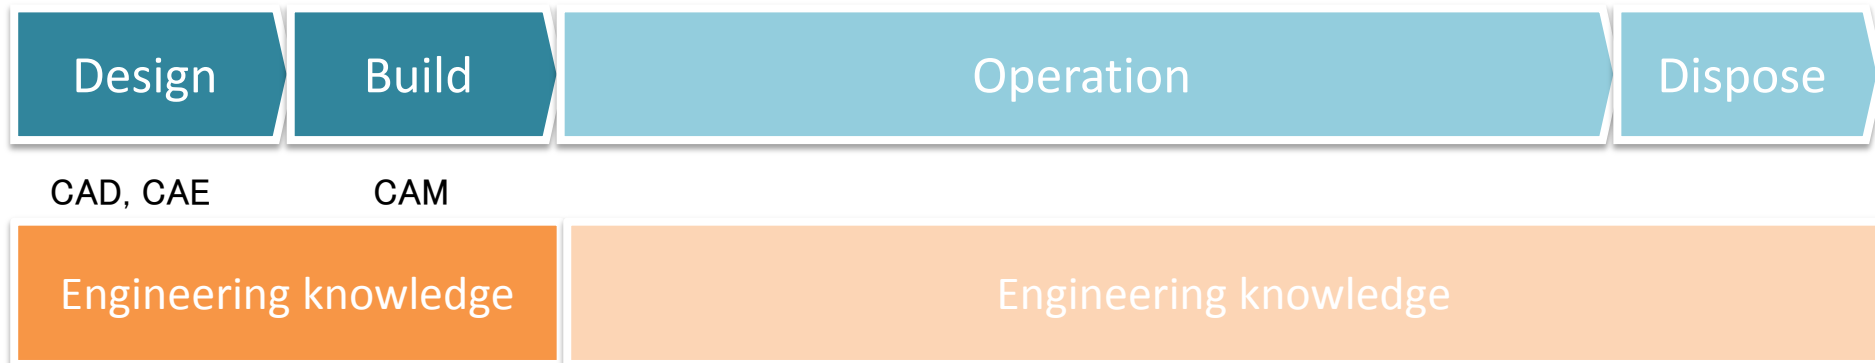 Design Build Operation Dispose
CAD, CAE CAM
Engineering knowledge Engineering knowledge